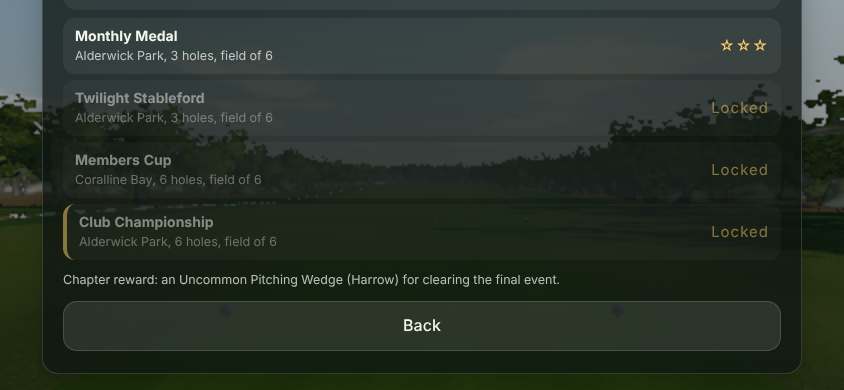 Monthly Medal
Alderwick Park, 3 holes, field of 6
☆☆☆
Twilight Stableford
Alderwick Park, 3 holes, field of 6
Locked
Members Cup
Coralline Bay, 6 holes, field of 6
Locked
Club Championship
Alderwick Park, 6 holes, field of 6
Locked
Chapter reward: an Uncommon Pitching Wedge (Harrow) for clearing the final event.
Back